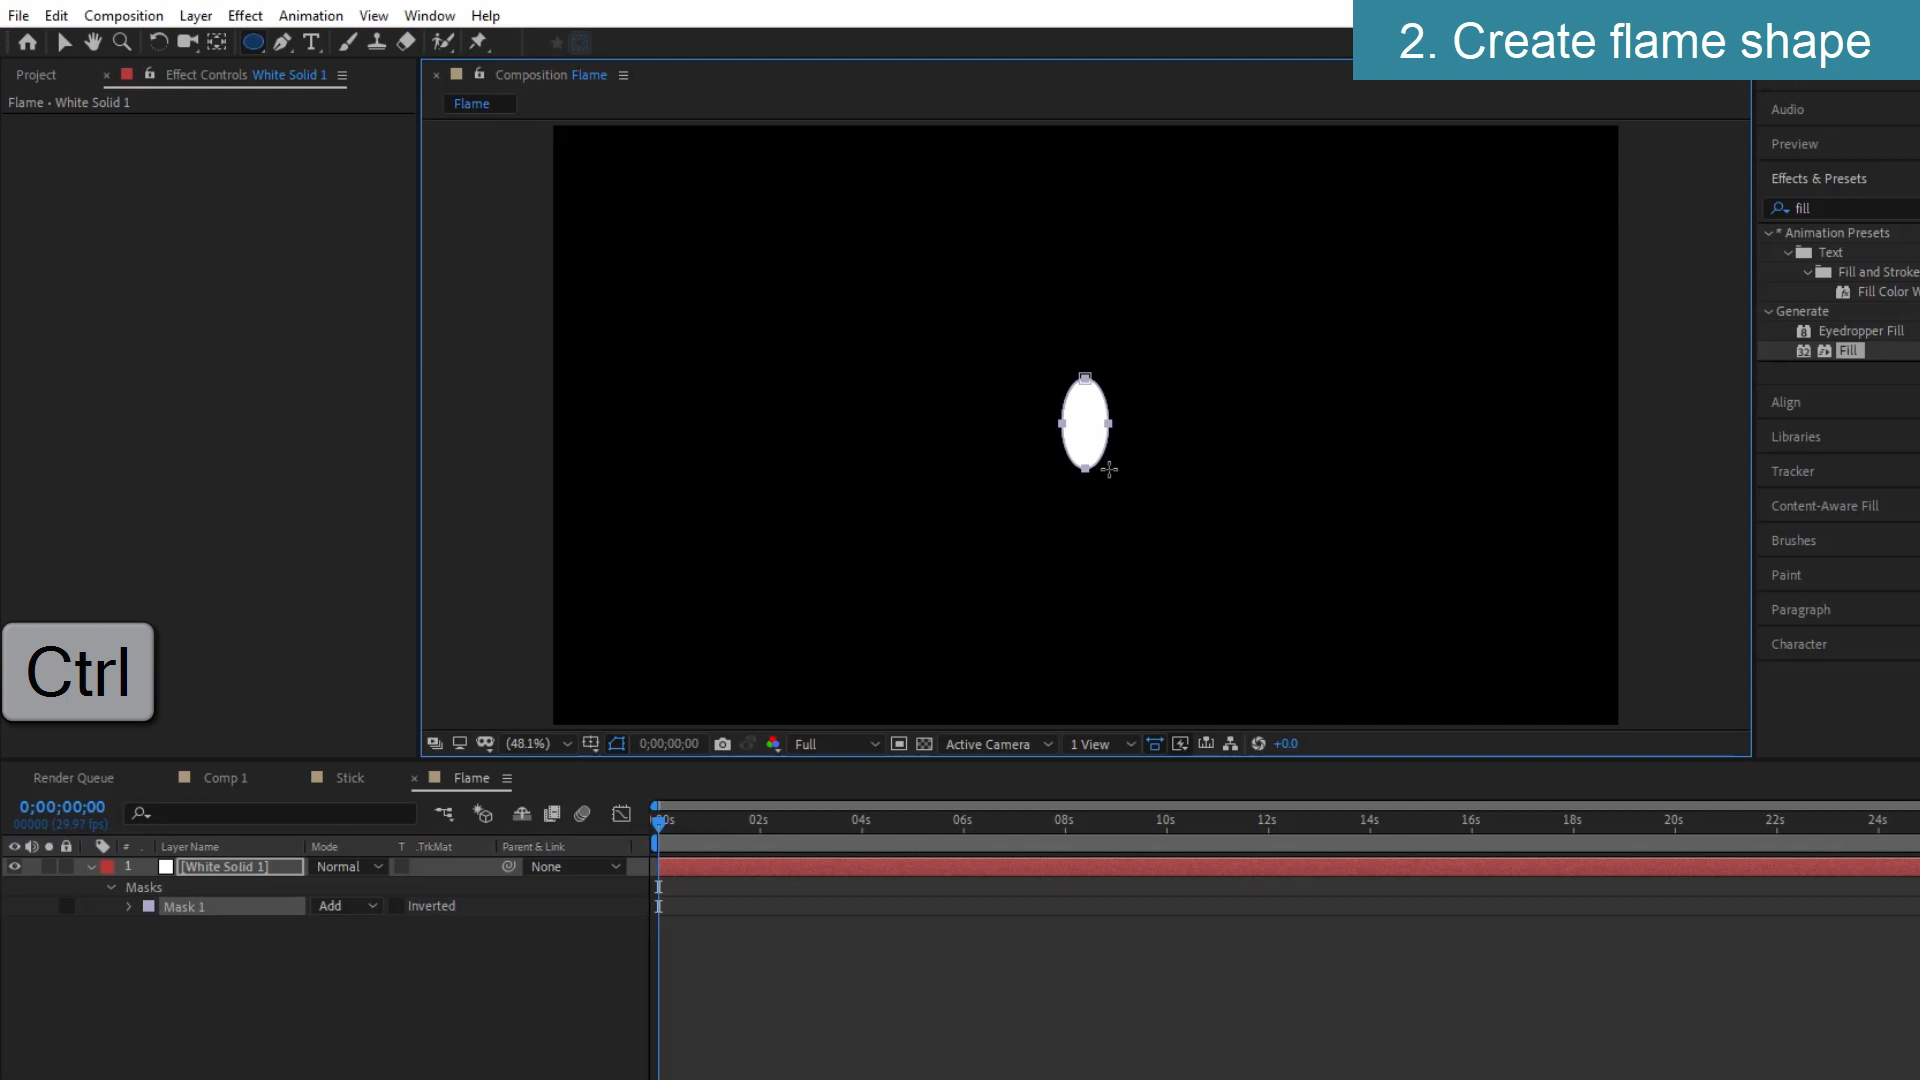 File Edit Composition Layer Effect Animation View Window Help
2. Create flame shape
Project × Effect Controls White Solid 1
× Composition Flame
Flame • White Solid 1
Flame
Audio
Preview
Effects & Presets
fill
* Animation Presets
Text
Fill and Stroke
Fill Color W
Generate
Eyedropper Fill
Fill
Align
Libraries
Tracker
Content-Aware Fill
Brushes
Paint
Paragraph
Character
Ctrl
(48.1%) 0;00;00;00 Full Active Camera 1 View +0.0
Render Queue Comp 1 Stick × Flame
0;00;00;00
00000 (29.97 fps)
02s 04s 06s 08s 10s 12s 14s 16s 18s 20s 22s 24s
# Layer Name Mode T .TrkMat Parent & Link
1 [White Solid 1] Normal None
Masks
Mask 1 Add Inverted